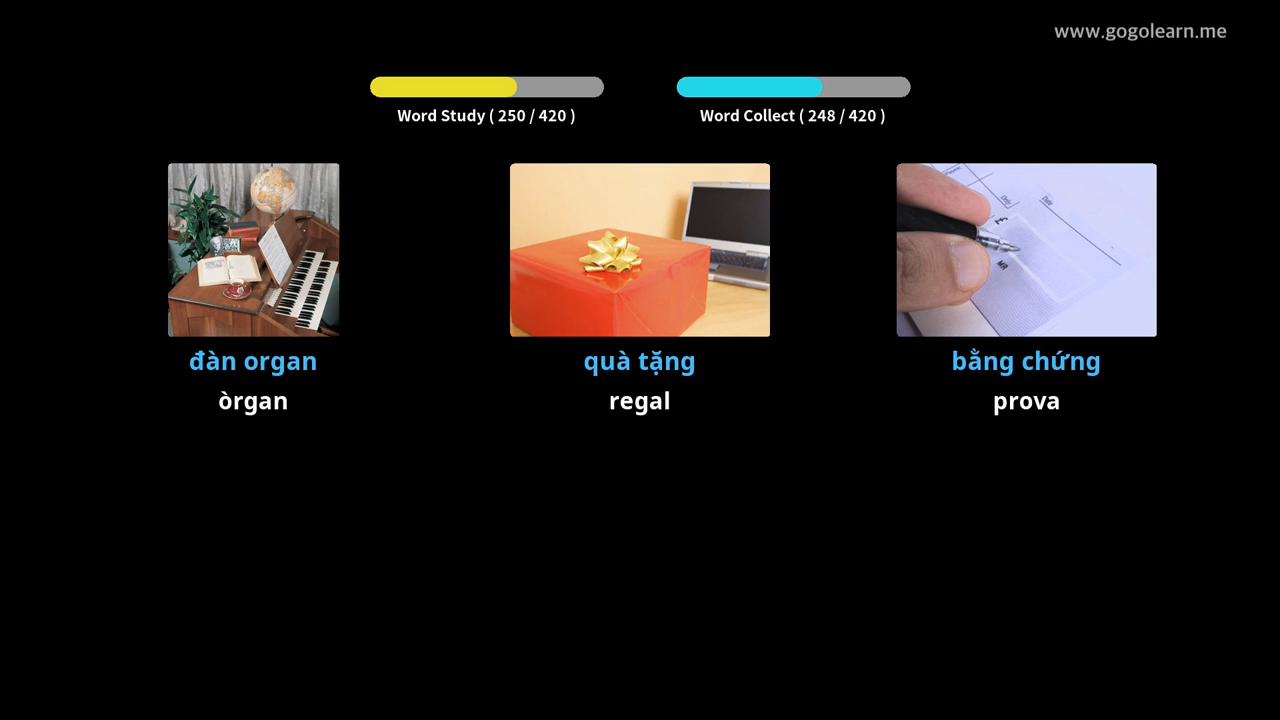 www.gogolearn.me
Word Study ( 250 / 420 )
Word Collect ( 248 / 420 )
đàn organ
òrgan
quà tặng
regal
bằng chứng
prova